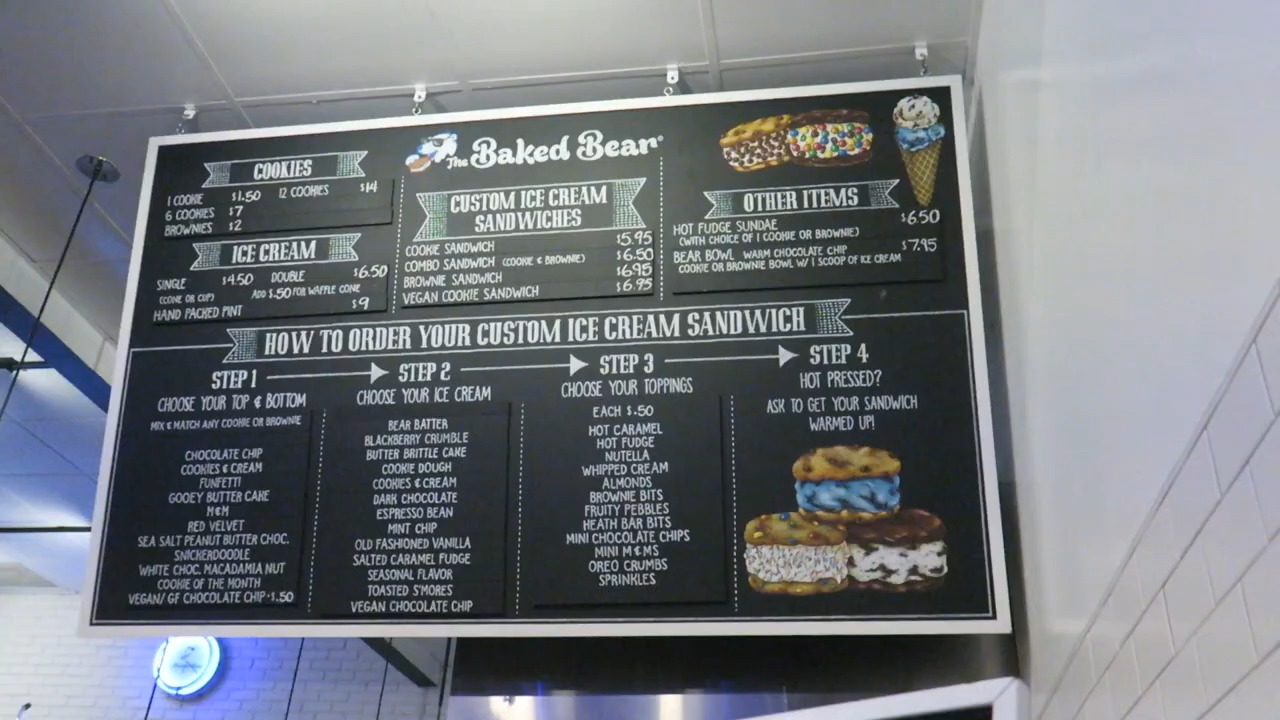 The Baked Bear®
COOKIES
1 COOKIE $1.50 12 COOKIES $14
6 COOKIES $7
BROWNIES $2
ICE CREAM
SINGLE $4.50 DOUBLE $6.50
(CONE OR CUP) ADD $.50 FOR WAFFLE CONE
HAND PACKED PINT $9
CUSTOM ICE CREAM
SANDWICHES
COOKIE SANDWICH $5.95
COMBO SANDWICH (COOKIE & BROWNIE) $6.50
BROWNIE SANDWICH $6.95
VEGAN COOKIE SANDWICH $6.95
OTHER ITEMS
HOT FUDGE SUNDAE $6.50
(WITH CHOICE OF 1 COOKIE OR BROWNIE)
BEAR BOWL WARM CHOCOLATE CHIP $7.95
COOKIE OR BROWNIE BOWL W/ 1 SCOOP OF ICE CREAM
HOW TO ORDER YOUR CUSTOM ICE CREAM SANDWICH
STEP 1
CHOOSE YOUR TOP & BOTTOM
MIX & MATCH ANY COOKIE OR BROWNIE
CHOCOLATE CHIP
COOKIES & CREAM
FUNFETTI
GOOEY BUTTER CAKE
M&M
RED VELVET
SEA SALT PEANUT BUTTER CHOC.
SNICKERDOODLE
WHITE CHOC. MACADAMIA NUT
COOKIE OF THE MONTH
VEGAN/ GF CHOCOLATE CHIP +$.50
STEP 2
CHOOSE YOUR ICE CREAM
BEAR BATTER
BLACKBERRY CRUMBLE
BUTTER BRITTLE CAKE
COOKIE DOUGH
COOKIES & CREAM
DARK CHOCOLATE
ESPRESSO BEAN
MINT CHIP
OLD FASHIONED VANILLA
SALTED CARAMEL FUDGE
SEASONAL FLAVOR
TOASTED S'MORES
VEGAN CHOCOLATE CHIP
STEP 3
CHOOSE YOUR TOPPINGS
EACH $.50
HOT CARAMEL
HOT FUDGE
NUTELLA
WHIPPED CREAM
ALMONDS
BROWNIE BITS
FRUITY PEBBLES
HEATH BAR BITS
MINI CHOCOLATE CHIPS
MINI M&MS
OREO CRUMBS
SPRINKLES
STEP 4
HOT PRESSED?
ASK TO GET YOUR SANDWICH
WARMED UP!